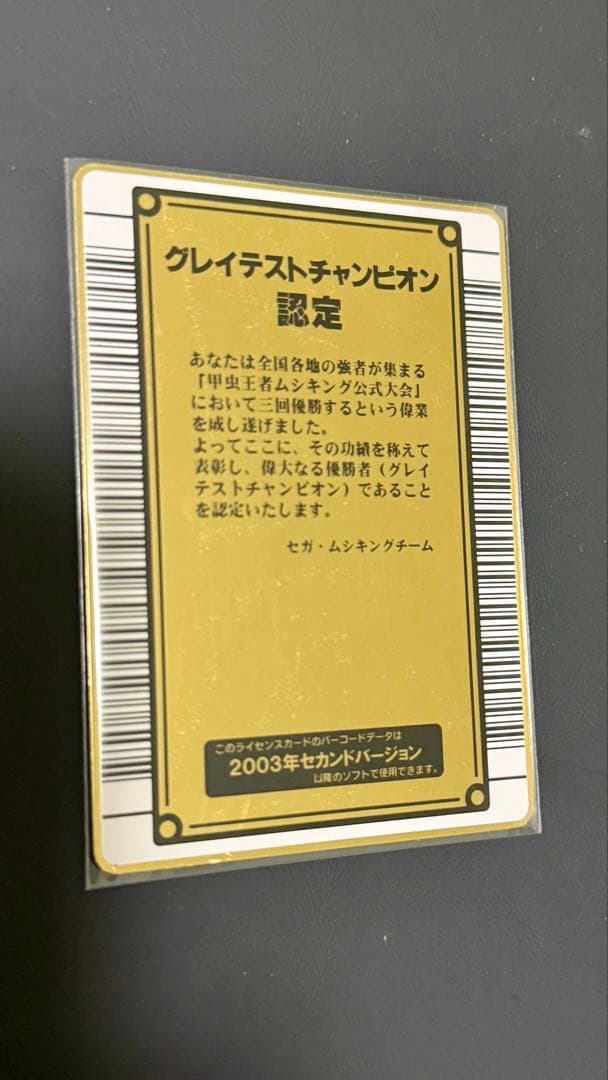 グレイテストチャンピオン
認定
あなたは全国各地の強者が集まる
『甲虫王者ムシキング公式大会』
において三回優勝するという偉業
を成し遂げました。
よってここに、その功績を称えて
表彰し、偉大なる優勝者（グレイ
テストチャンピオン）であること
を認定いたします。
セガ・ムシキングチーム
このライセンスカードのバーコードデータは
2003年セカンドバージョン
以降のソフトで使用できます。